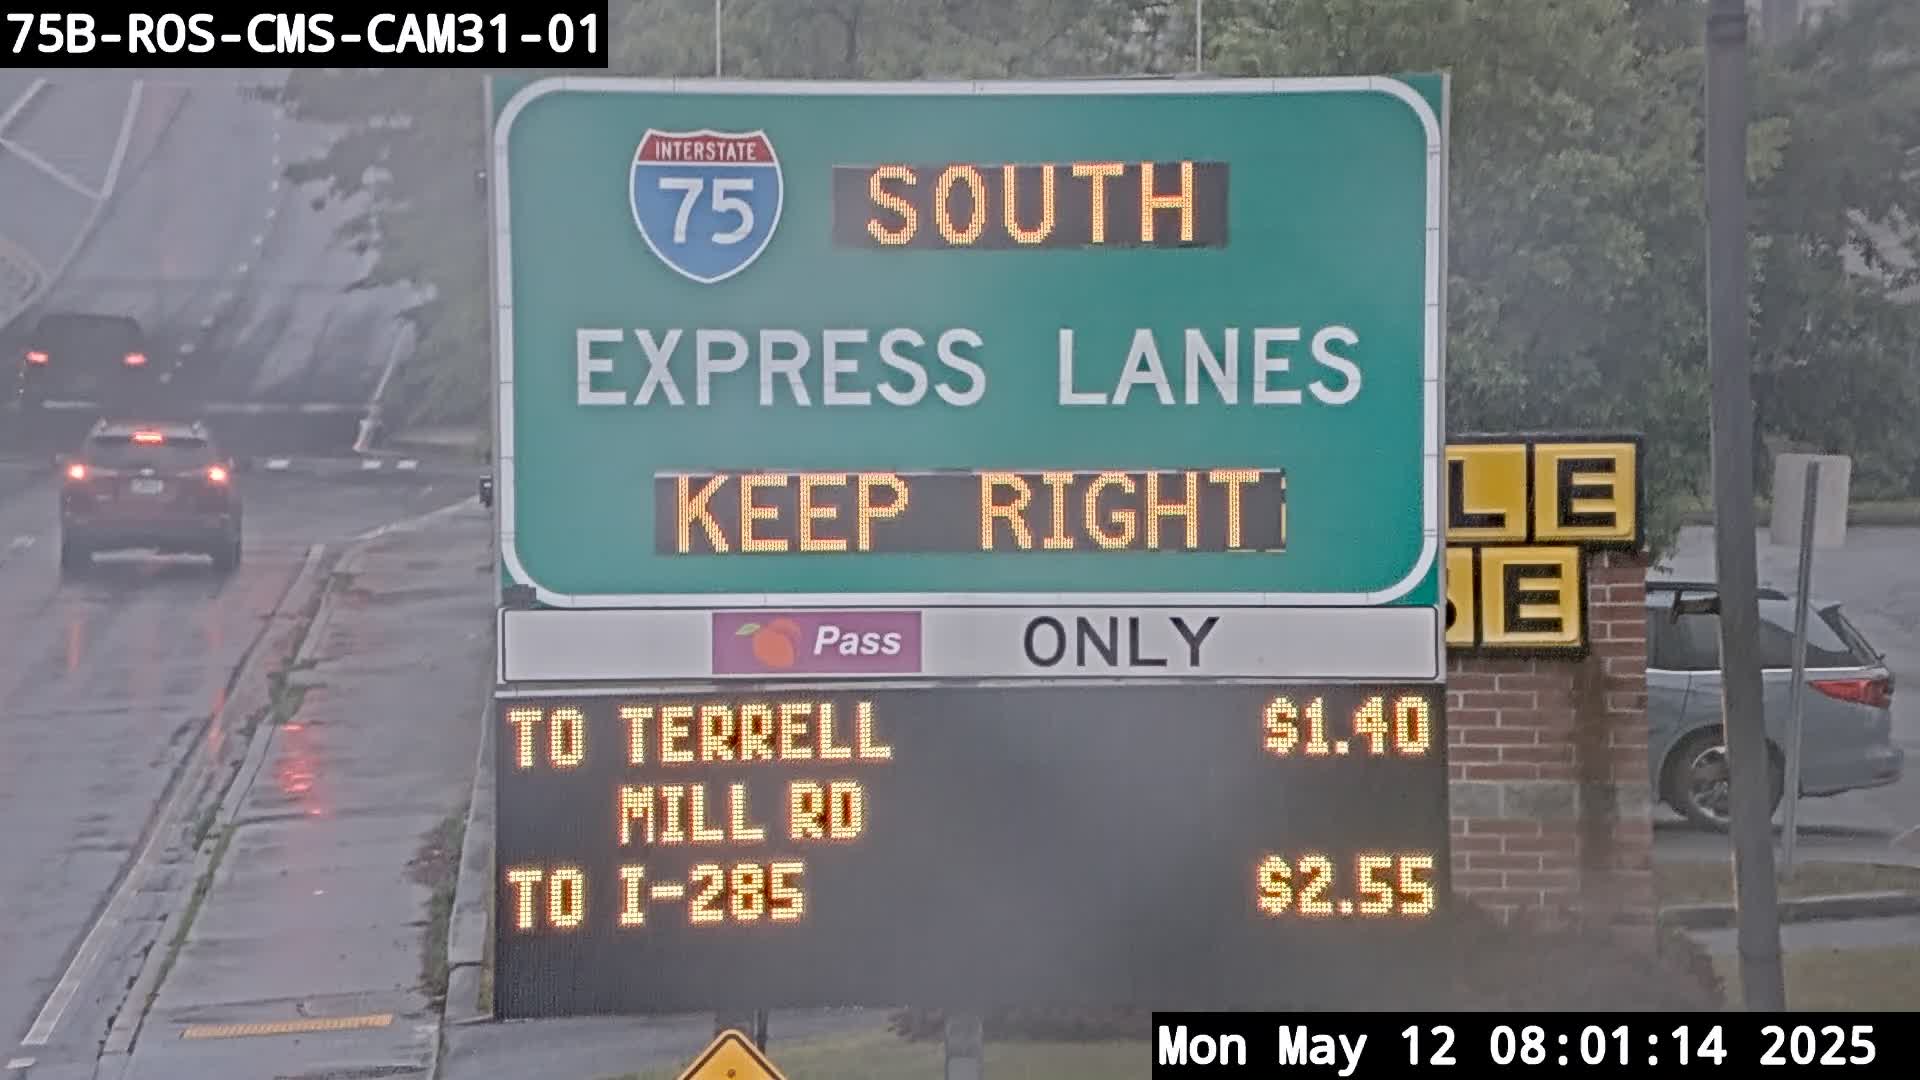 75B-ROS-CMS-CAM31-01
INTERSTATE
75
SOUTH
EXPRESS LANES
KEEP RIGHT
Pass ONLY
TO TERRELL $1.40
MILL RD
TO I-285 $2.55
LE
E
Mon May 12 08:01:14 2025